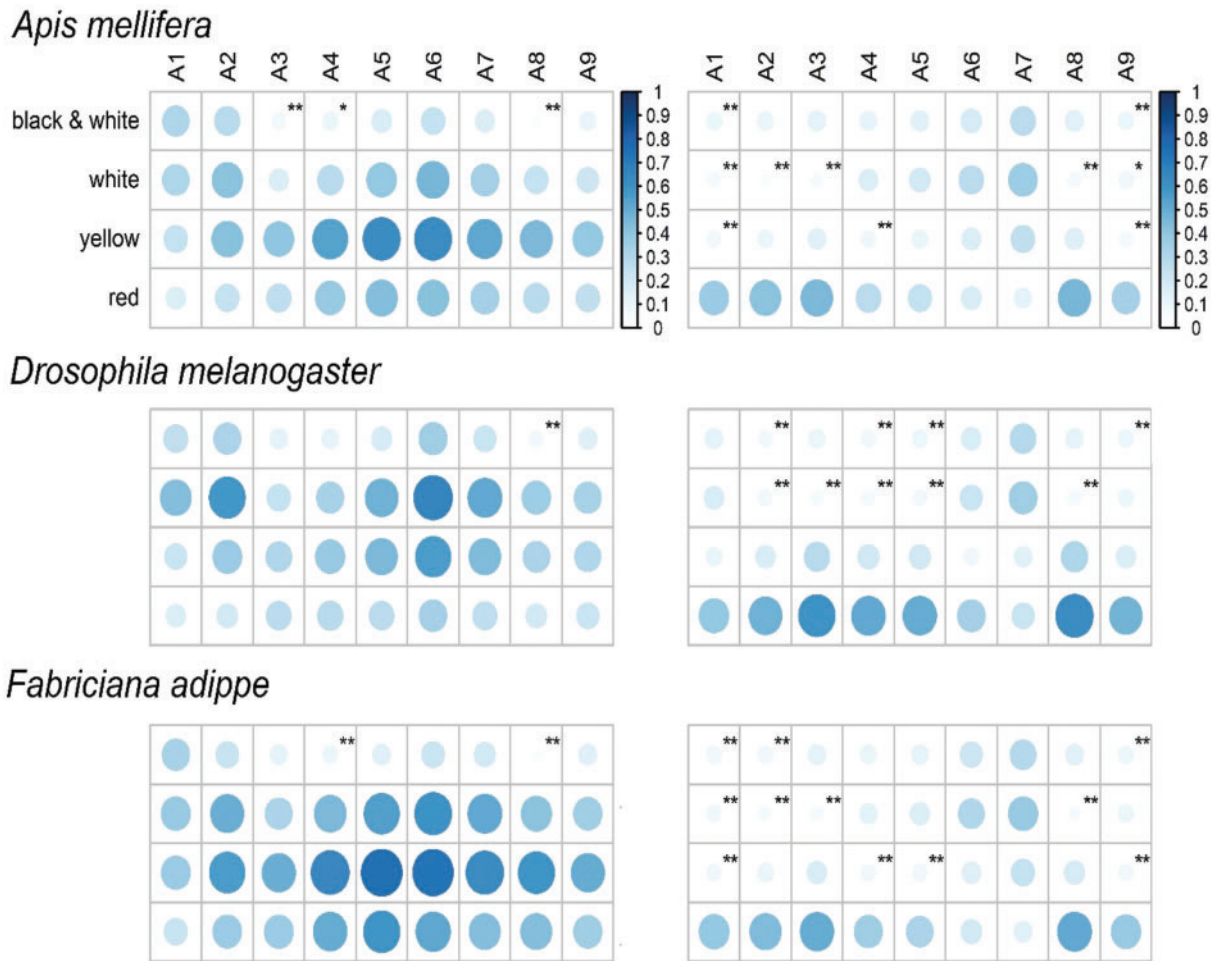 Apis mellifera
A1 A2 A3 A4 A5 A6 A7 A8 A9 A1 A2 A3 A4 A5 A6 A7 A8 A9
black & white ** * ** 1 ** ** 1
0.9 0.9
0.8 0.8
white ** ** ** ** * 0.7 0.7
0.6 0.6
0.5 0.5
yellow 0.4 ** ** ** 0.4
0.3 0.3
0.2 0.2
red 0.1 0.1
0 0
Drosophila melanogaster
** ** ** ** **
** ** ** ** **
Fabriciana adippe
** ** ** ** **
** ** ** **
** ** ** **